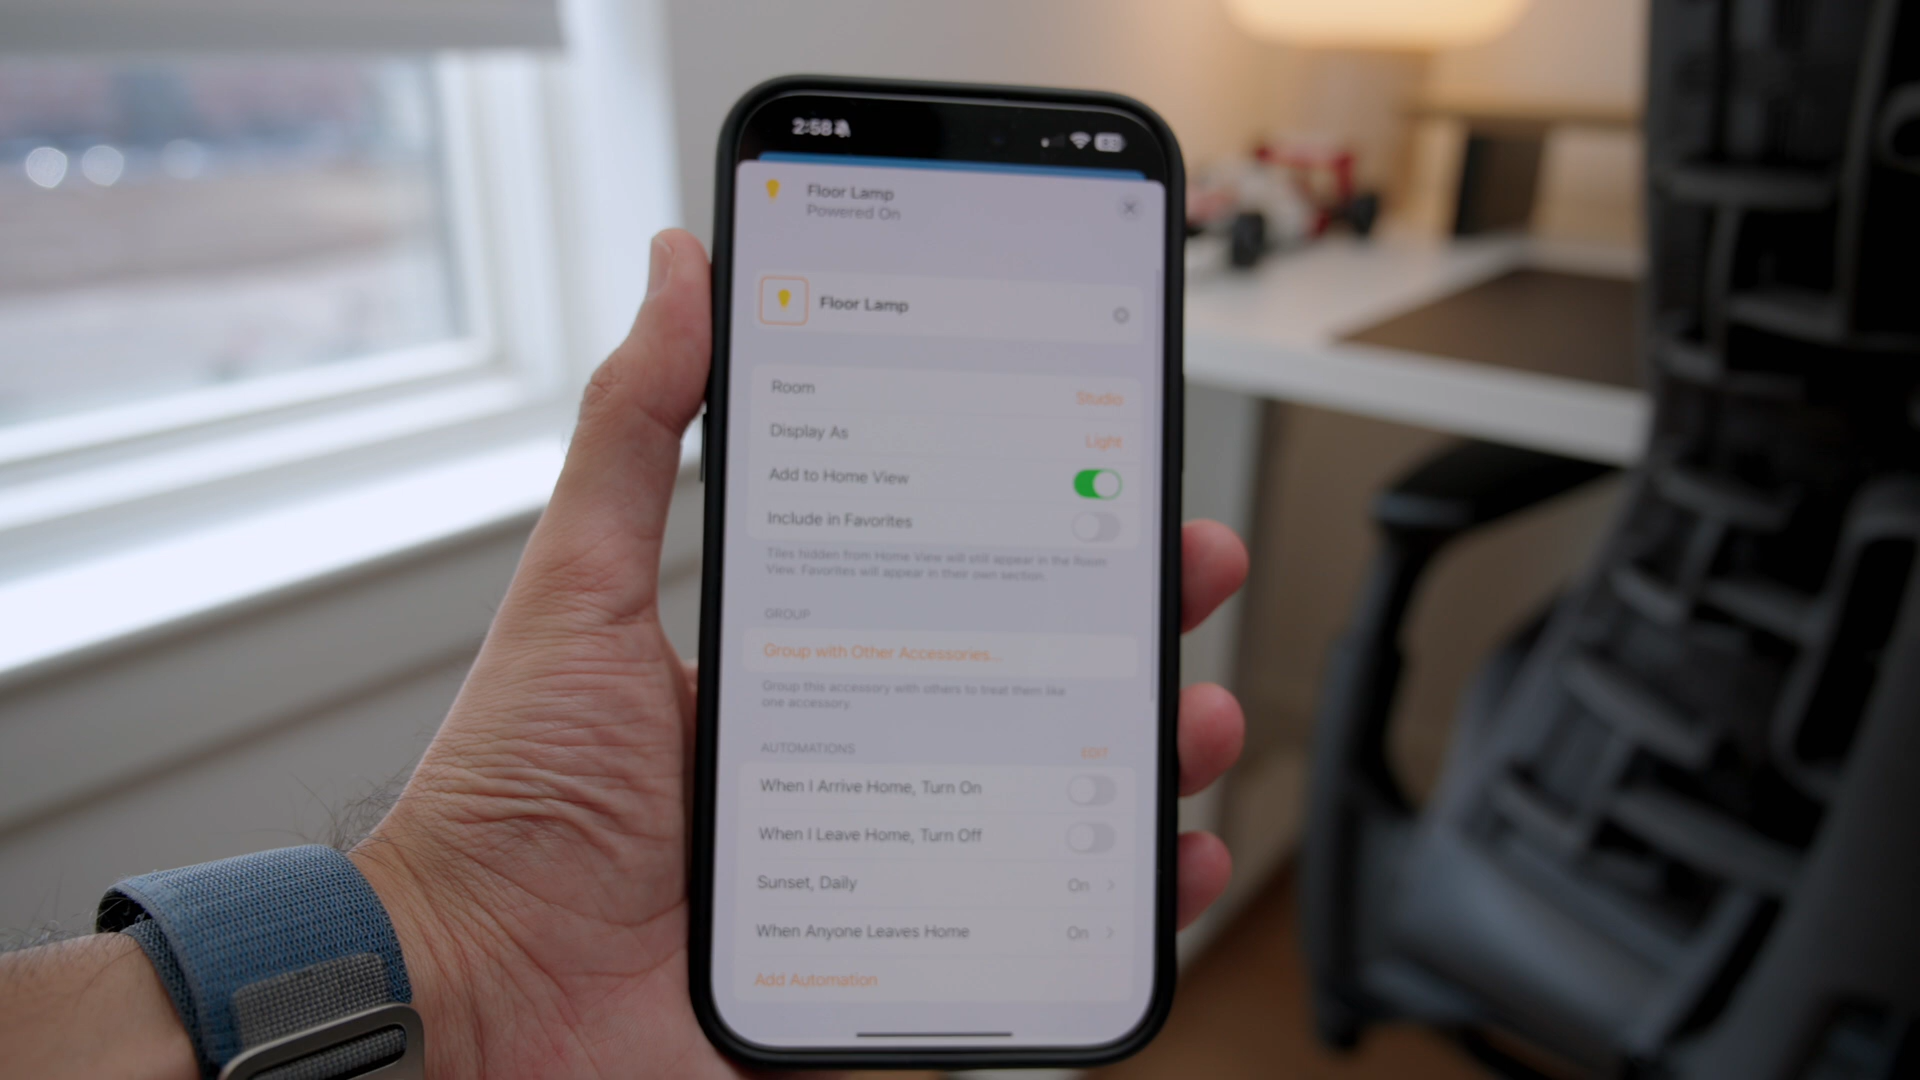 2:58
Floor Lamp
Powered On
Floor Lamp
Room
Studio
Display As
Light
Add to Home View
Include in Favorites
Tiles hidden from Home View will still appear in the Room
View. Favorites will appear in their own section.
GROUP
Group with Other Accessories...
Group this accessory with others to treat them like
one accessory.
AUTOMATIONS
EDIT
When I Arrive Home, Turn On
When I Leave Home, Turn Off
Sunset, Daily
On
When Anyone Leaves Home
On
Add Automation